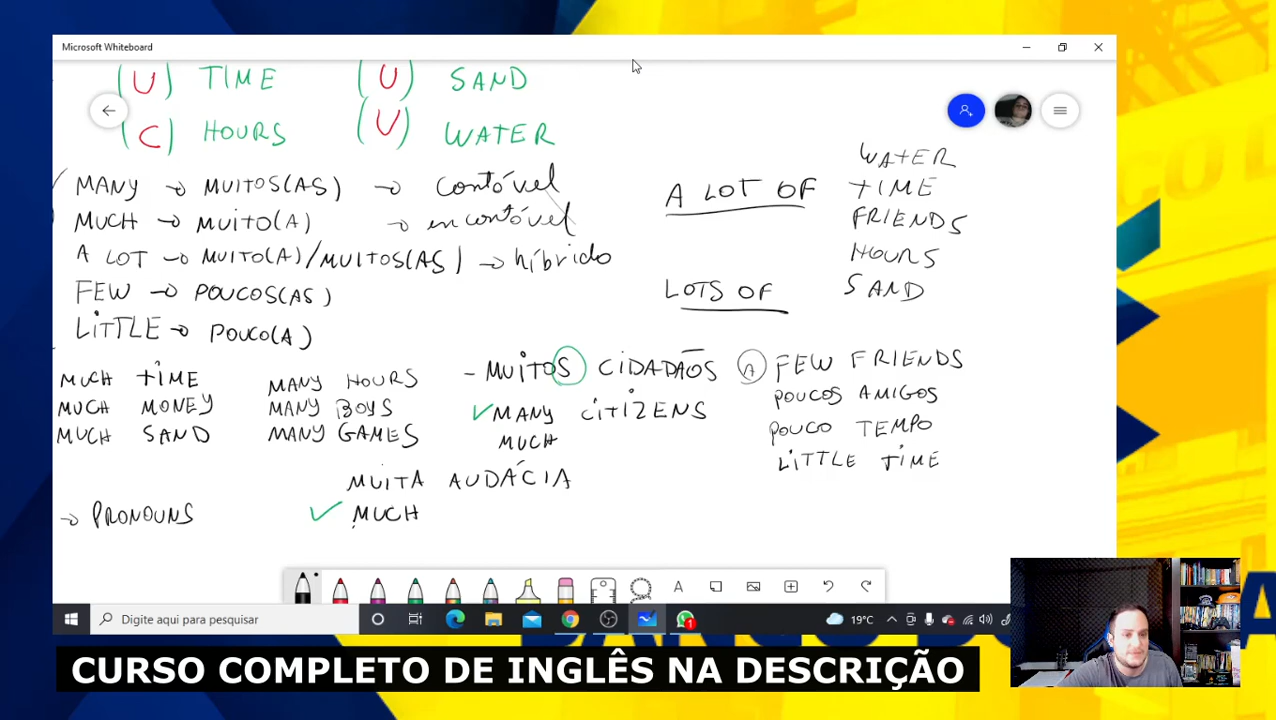 Microsoft Whiteboard
(U) TIME (U) SAND
(C) HOURS (U) WATER
MANY → MUITOS(AS) → contóvel
MUCH → MUITO(A) → incontóvel
A LOT → MUITO(A)/MUITOS(AS) → híbrido
FEW → POUCOS(AS)
LITTLE → POUCO(A)
A LOT OF
LOTS OF
WATER
TIME
FRIENDS
HOURS
SAND
MUCH TIME
MUCH MONEY
MUCH SAND
MANY HOURS
MANY BOYS
MANY GAMES
- MUITOS CIDADÃOS
✓MANY CITIZENS
MUCH
(A) FEW FRIENDS
POUCOS AMIGOS
POUCO TEMPO
LITTLE TIME
MUITA AUDÁCIA
✓ MUCH
→ PRONOUNS
A
Digite aqui para pesquisar
1
19°C
CURSO COMPLETO DE INGLÊS NA DESCRIÇÃO